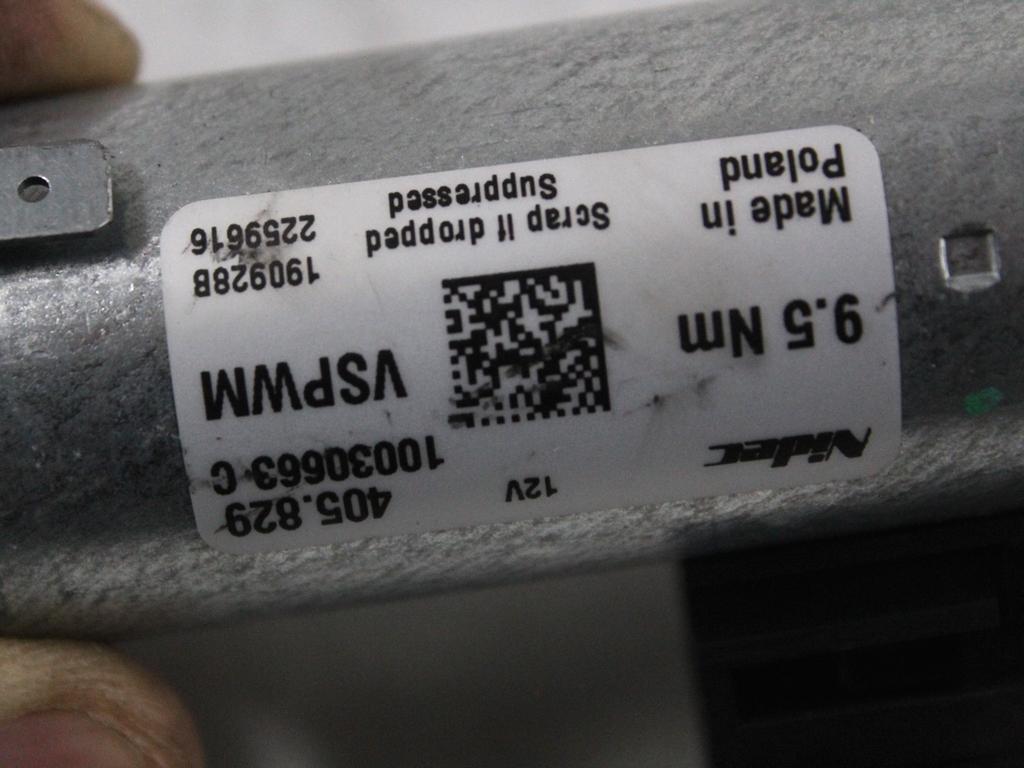 Nidec
12V
405.829
10030663 C
9.5 Nm
VSPWM
Made in
Poland
Scrap If dropped
Suppressed
190928B
2259616